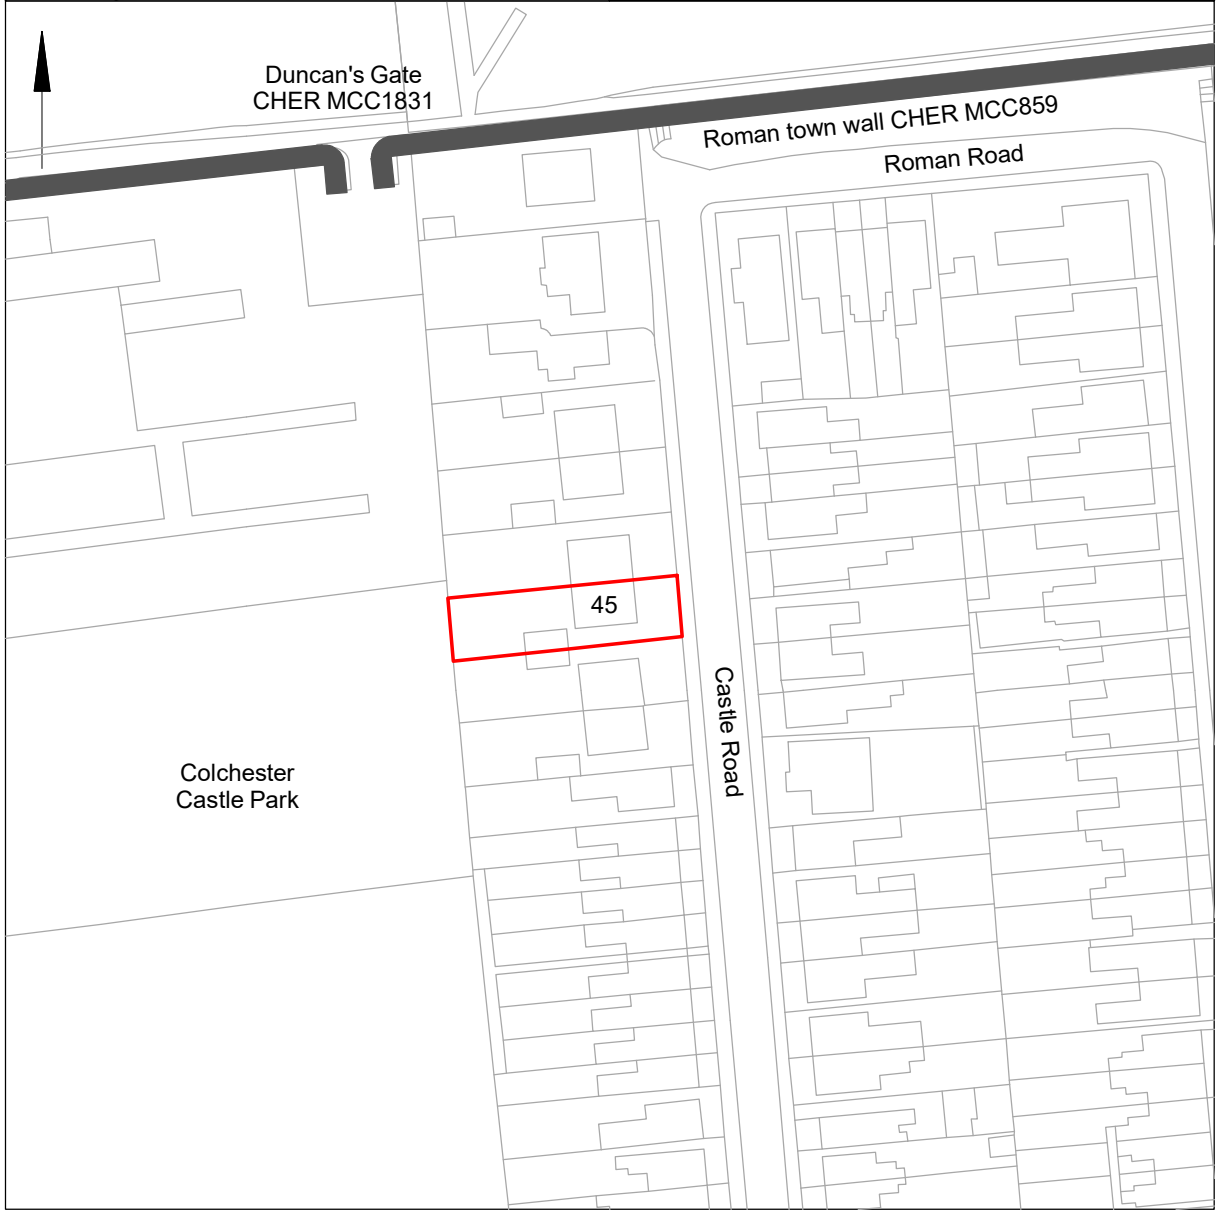 Duncan's Gate
CHER MCC1831
Roman town wall CHER MCC859
Roman Road
45
Castle Road
Colchester
Castle Park